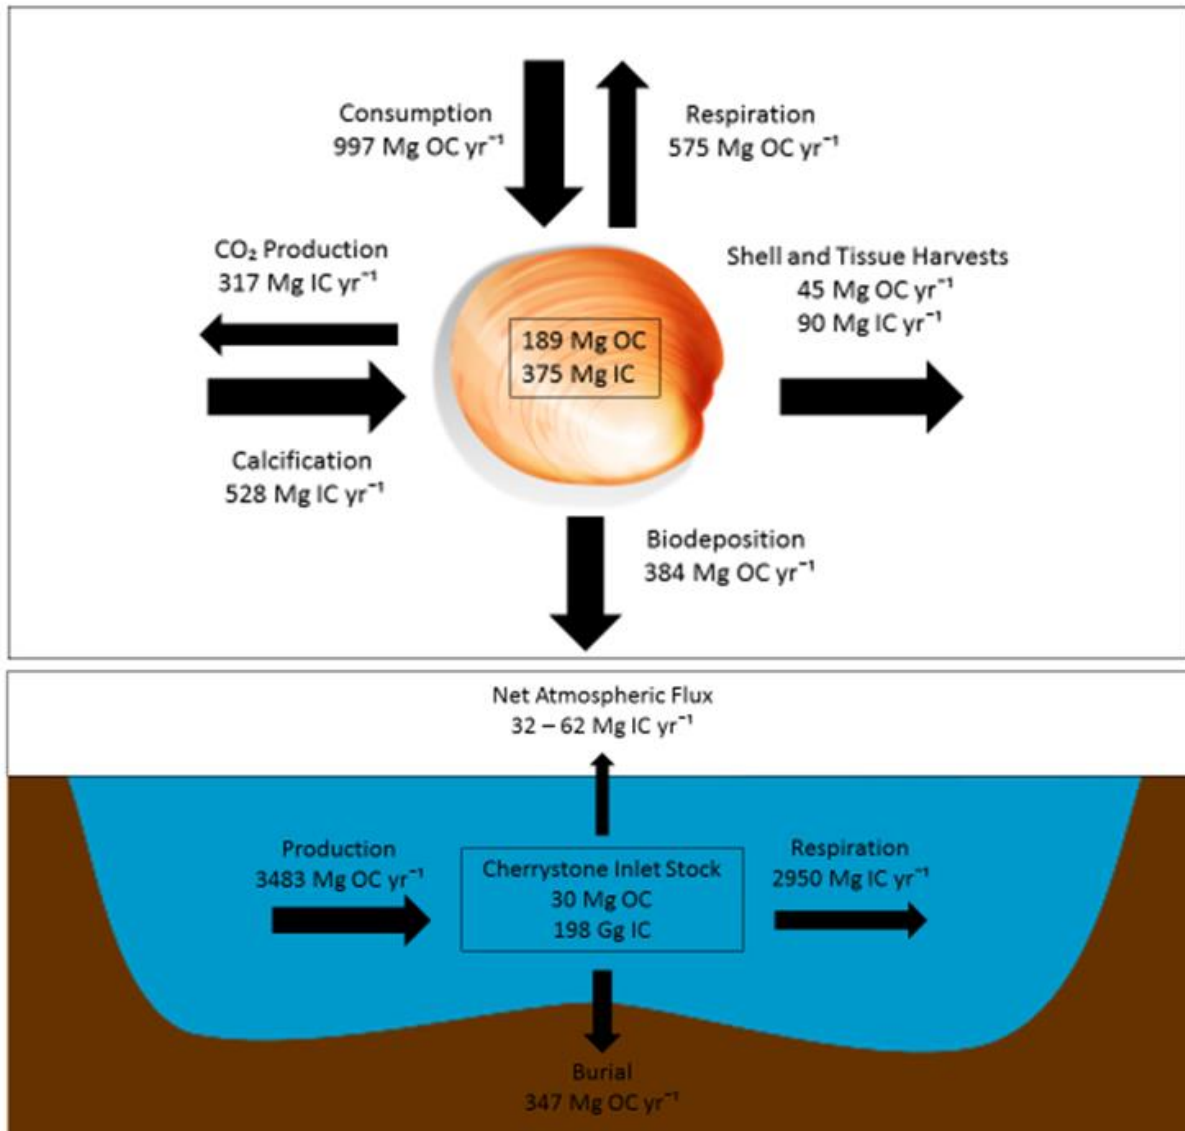 Consumption
997 Mg OC yr⁻¹
Respiration
575 Mg OC yr⁻¹
CO₂ Production
317 Mg IC yr⁻¹
Shell and Tissue Harvests
45 Mg OC yr⁻¹
90 Mg IC yr⁻¹
189 Mg OC
375 Mg IC
Calcification
528 Mg IC yr⁻¹
Biodeposition
384 Mg OC yr⁻¹
Net Atmospheric Flux
32 – 62 Mg IC yr⁻¹
Production
3483 Mg OC yr⁻¹
Cherrystone Inlet Stock
30 Mg OC
198 Gg IC
Respiration
2950 Mg IC yr⁻¹
Burial
347 Mg OC yr⁻¹